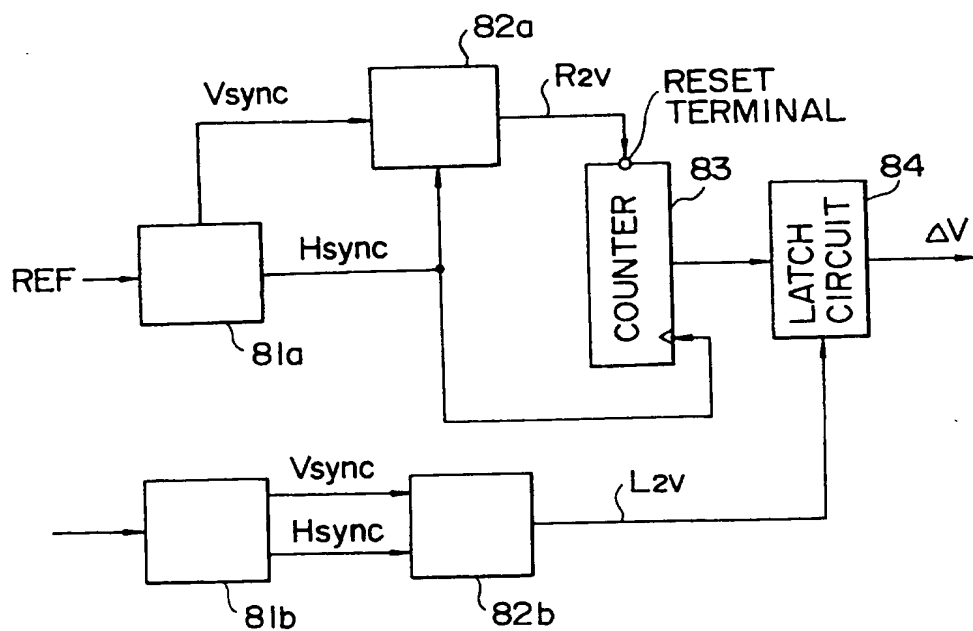 82a
R2V
RESET
TERMINAL
Vsync
83
84
COUNTER
LATCH
CIRCUIT
ΔV
Hsync
REF
81a
Vsync
Hsync
L2V
81b
82b